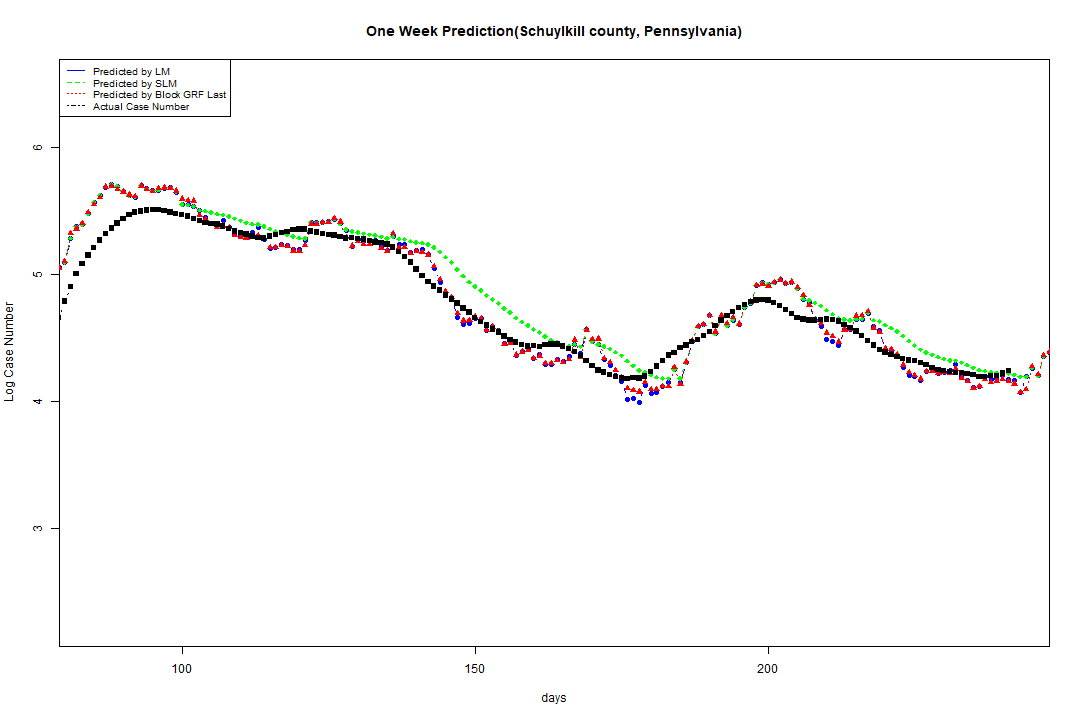 One Week Prediction(Schuylkill county, Pennsylvania)
Predicted by LM
Predicted by SLM
Predicted by Block GRF Last
Actual Case Number
6
5
4
3
Log Case Number
100 150 200
days